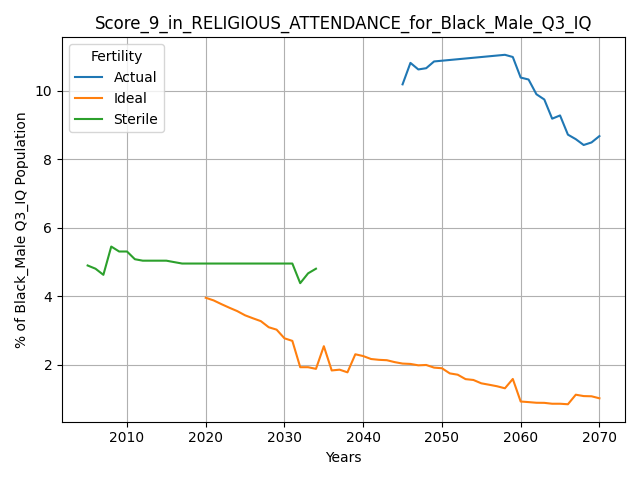 Score_9_in_RELIGIOUS_ATTENDANCE_for_Black_Male_Q3_IQ
Fertility
Actual
Ideal
Sterile
% of Black_Male Q3_IQ Population
10
8
6
4
2
2010 2020 2030 2040 2050 2060 2070
Years